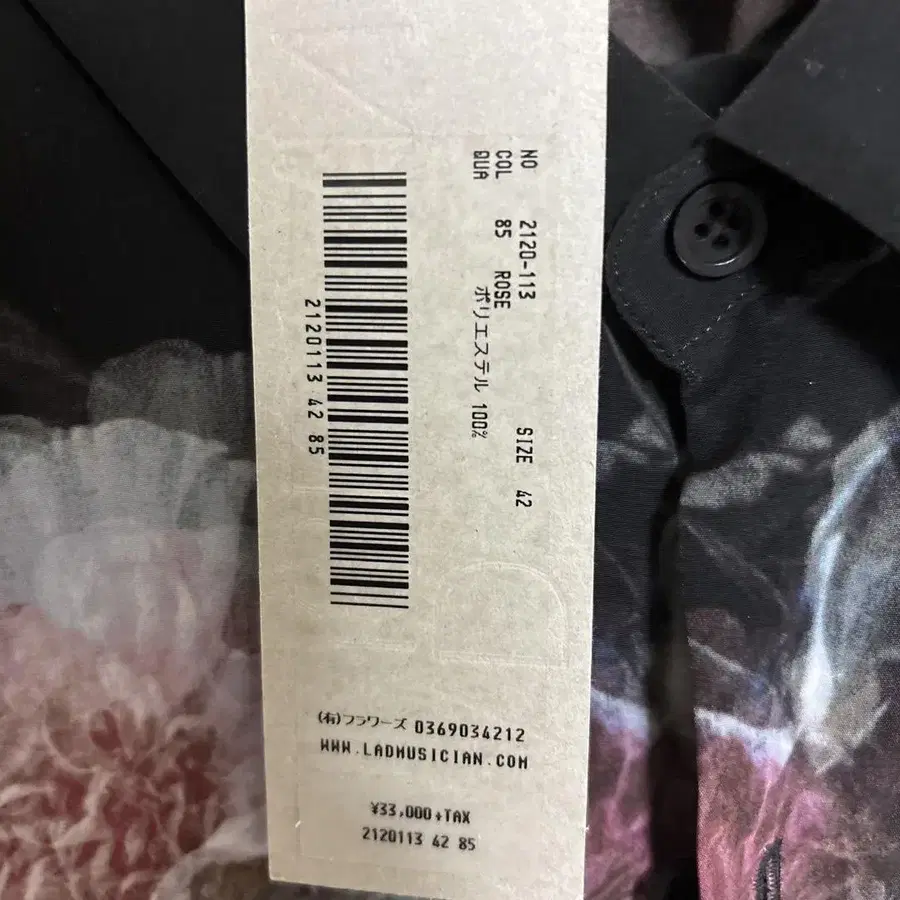 NO 2120-113 SIZE 42
COL 85 ROSE
QUA ポリエステル 100%
2120113 42 85
(有)フラワーズ 0369034212
WWW.LADMUSICIAN.COM
¥33,000+TAX
2120113 42 85